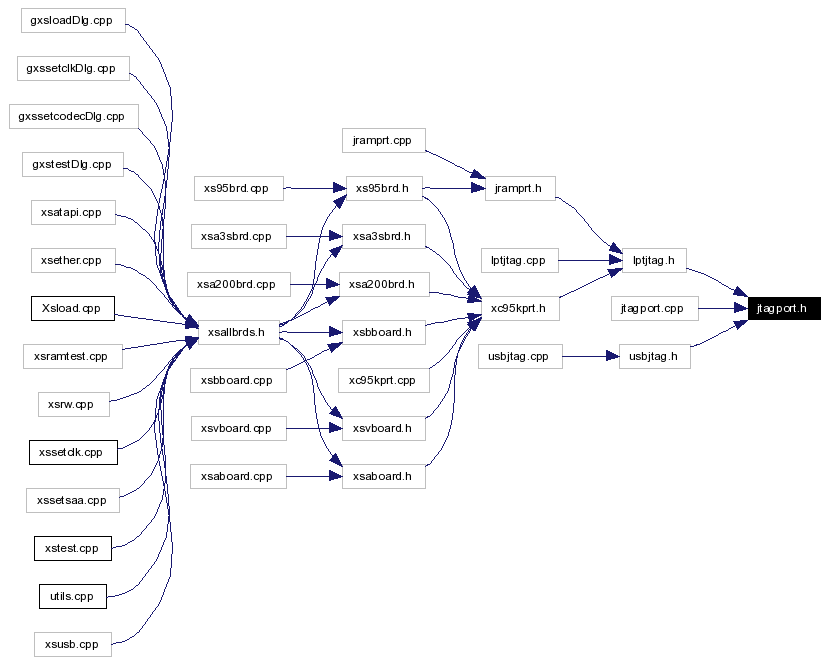 gxsloadDlg.cpp
gxssetclkDlg.cpp
gxssetcodecDlg.cpp
jramprt.cpp
gxstestDlg.cpp
xs95brd.cpp
xs95brd.h
jramprt.h
xsatapi.cpp
xsa3sbrd.cpp
xsa3sbrd.h
xsether.cpp
lptjtag.cpp
lptjtag.h
xsa200brd.cpp
xsa200brd.h
Xsload.cpp
xc95kprt.h
jtagport.cpp
jtagport.h
xsallbrds.h
xsbboard.h
xsramtest.cpp
usbjtag.cpp
usbjtag.h
xsbboard.cpp
xc95kprt.cpp
xsrw.cpp
xsvboard.cpp
xsvboard.h
xssetclk.cpp
xsaboard.cpp
xsaboard.h
xssetsaa.cpp
xstest.cpp
utils.cpp
xsusb.cpp